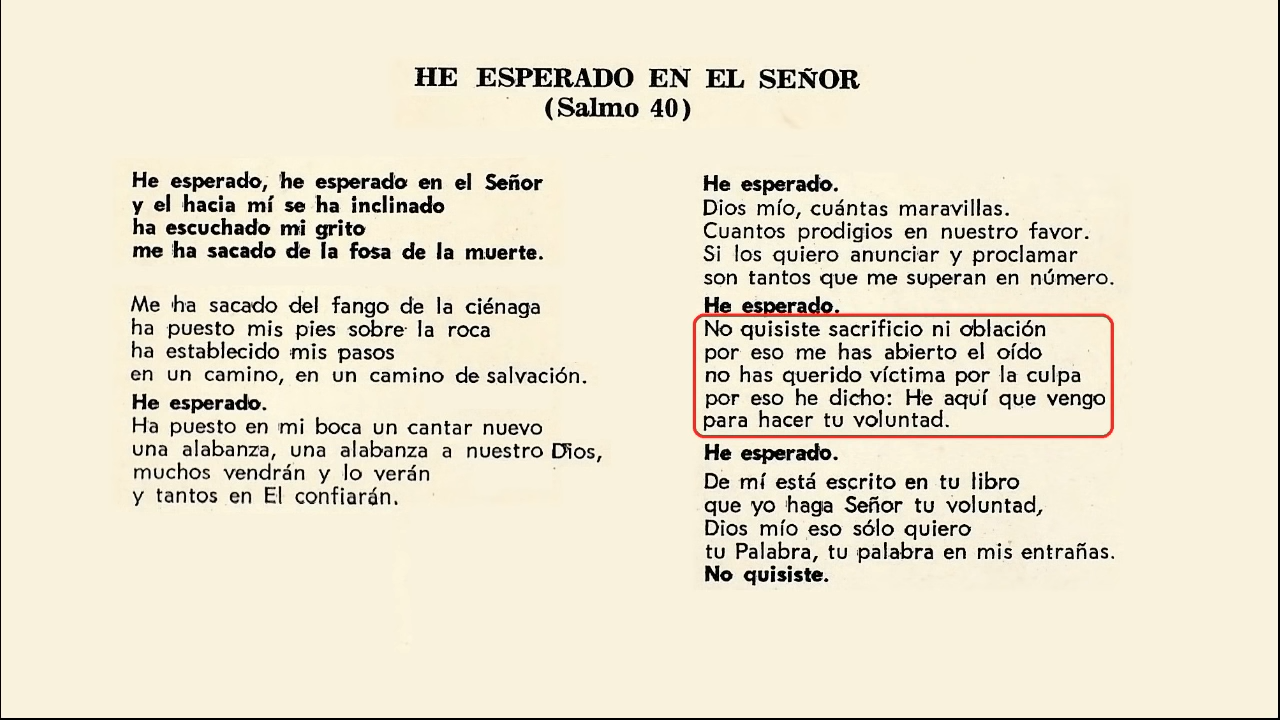 HE ESPERADO EN EL SEÑOR
(Salmo 40)
He esperado, he esperado en el Señor
y el hacia mí se ha inclinado
ha escuchado mi grito
me ha sacado de la fosa de la muerte.
Me ha sacado del fango de la ciénaga
ha puesto mis pies sobre la roca
ha establecido mis pasos
en un camino, en un camino de salvación.
He esperado.
Ha puesto en mi boca un cantar nuevo
una alabanza, una alabanza a nuestro Dios,
muchos vendrán y lo verán
y tantos en El confiarán.
He esperado.
Dios mío, cuántas maravillas.
Cuantos prodigios en nuestro favor.
Si los quiero anunciar y proclamar
son tantos que me superan en número.
He esperado.
No quisiste sacrificio ni oblación
por eso me has abierto el oído
no has querido víctima por la culpa
por eso he dicho: He aquí que vengo
para hacer tu voluntad.
He esperado.
De mí está escrito en tu libro
que yo haga Señor tu voluntad,
Dios mío eso sólo quiero
tu Palabra, tu palabra en mis entrañas.
No quisiste.